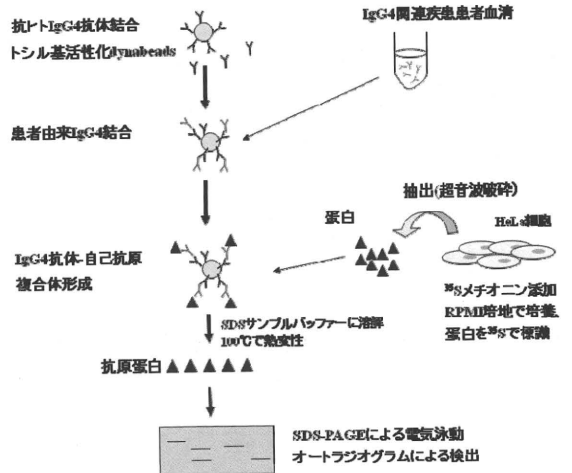 抗ヒトIgG4抗体結合
トシル基活性化dynabeads
IgG4関連疾患患者血清
患者由来IgG4結合
抽出(超音波破砕)
蛋白
HeLa細胞
IgG4抗体-自己抗原
複合体形成
³⁵Sメチオニン添加
RPMI培地で培養、
蛋白を³⁵Sで標識
SDSサンプルバッファーに溶解
100℃で熱変性
抗原蛋白
SDS-PAGEによる電気泳動
オートラジオグラムによる検出